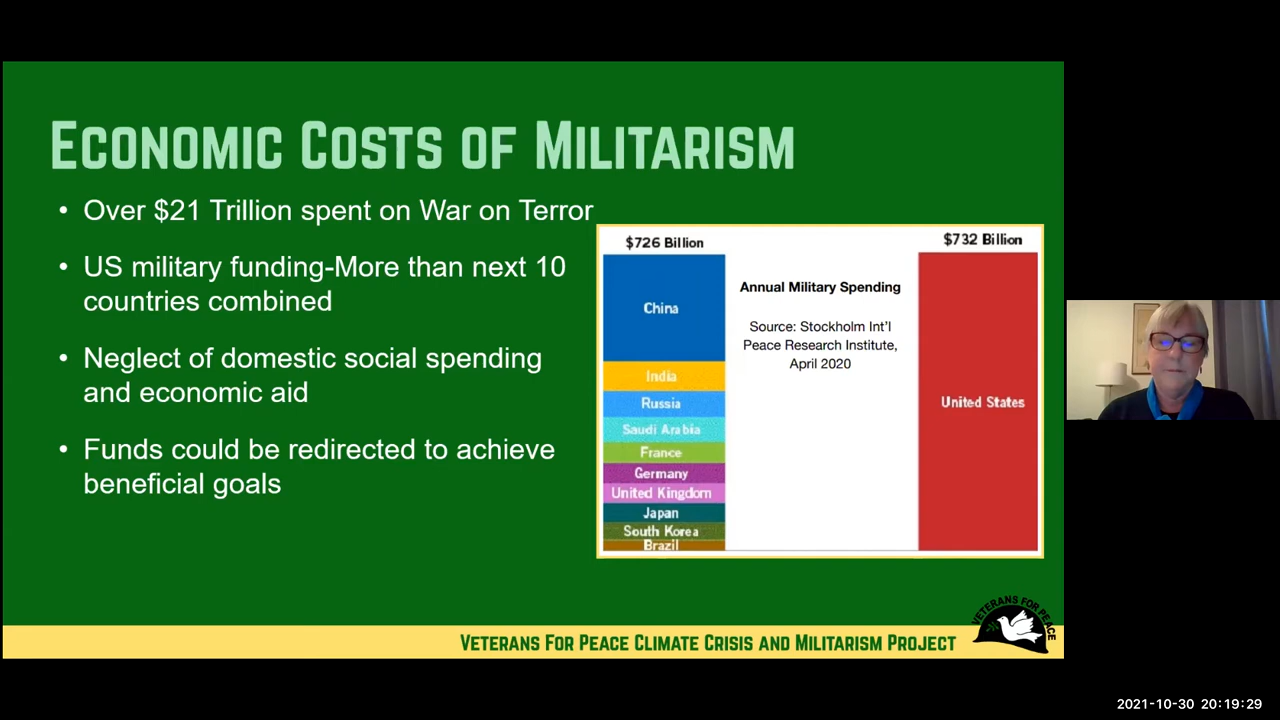 ECONOMIC COSTS OF MILITARISM
• Over $21 Trillion spent on War on Terror
• US military funding-More than next 10
countries combined
• Neglect of domestic social spending
and economic aid
• Funds could be redirected to achieve
beneficial goals
$726 Billion
China
India
Russia
Saudi Arabia
France
Germany
United Kingdom
Japan
South Korea
Brazil
Annual Military Spending
Source: Stockholm Int'l
Peace Research Institute,
April 2020
$732 Billion
United States
VETERANS FOR PEACE CLIMATE CRISIS AND MILITARISM PROJECT
VETERANS FOR PEACE
2021-10-30 20:19:29